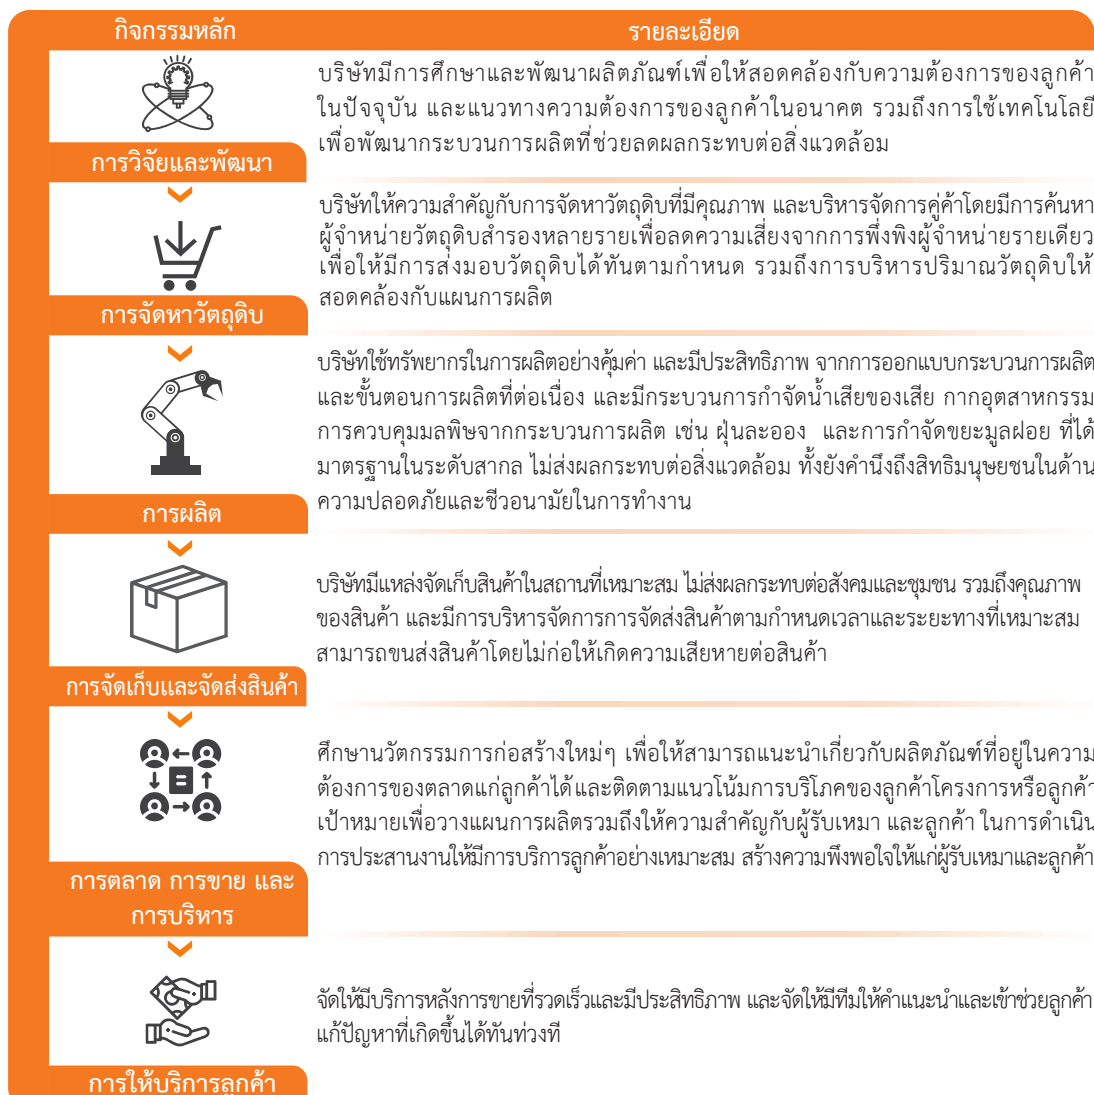 กิจกรรมหลัก
รายละเอียด
บริษัทมีการศึกษาและพัฒนาผลิตภัณฑ์เพื่อให้สอดคล้องกับความต้องการของลูกค้า
ในปัจจุบัน และแนวทางความต้องการของลูกค้าในอนาคต รวมถึงการใช้เทคโนโลยี
เพื่อพัฒนากระบวนการผลิตที่ช่วยลดผลกระทบต่อสิ่งแวดล้อม
การวิจัยและพัฒนา
บริษัทให้ความสำคัญกับการจัดหาวัตถุดิบที่มีคุณภาพ และบริหารจัดการคู่ค้าโดยมีการค้นหา
ผู้จำหน่ายวัตถุดิบสำรองหลายรายเพื่อลดความเสี่ยงจากการพึ่งพิงผู้จำหน่ายรายเดียว
เพื่อให้มีการส่งมอบวัตถุดิบได้ทันตามกำหนด รวมถึงการบริหารปริมาณวัตถุดิบให้
สอดคล้องกับแผนการผลิต
การจัดหาวัตถุดิบ
บริษัทใช้ทรัพยากรในการผลิตอย่างคุ้มค่า และมีประสิทธิภาพ จากการออกแบบกระบวนการผลิต
และขั้นตอนการผลิตที่ต่อเนื่อง และมีกระบวนการกำจัดน้ำเสียของเสีย กากอุตสาหกรรม
การควบคุมมลพิษจากกระบวนการผลิต เช่น ฝุ่นละออง และการกำจัดขยะมูลฝอย ที่ได้
มาตรฐานในระดับสากล ไม่ส่งผลกระทบต่อสิ่งแวดล้อม ทั้งยังคำนึงถึงสิทธิมนุษยชนในด้าน
ความปลอดภัยและชีวอนามัยในการทำงาน
การผลิต
บริษัทมีแหล่งจัดเก็บสินค้าในสถานที่เหมาะสม ไม่ส่งผลกระทบต่อสังคมและชุมชน รวมถึงคุณภาพ
ของสินค้า และมีการบริหารจัดการการจัดส่งสินค้าตามกำหนดเวลาและระยะทางที่เหมาะสม
สามารถขนส่งสินค้าโดยไม่ก่อให้เกิดความเสียหายต่อสินค้า
การจัดเก็บและจัดส่งสินค้า
ศึกษานวัตกรรมการก่อสร้างใหม่ๆ เพื่อให้สามารถแนะนำเกี่ยวกับผลิตภัณฑ์ที่อยู่ในความ
ต้องการของตลาดแก่ลูกค้าได้ และติดตามแนวโน้มการบริโภคของลูกค้าโครงการหรือลูกค้า
เป้าหมายเพื่อวางแผนการผลิตรวมถึงให้ความสำคัญกับผู้รับเหมา และลูกค้า ในการดำเนิน
การประสานงานให้มีการบริการลูกค้าอย่างเหมาะสม สร้างความพึงพอใจให้แก่ผู้รับเหมาและลูกค้า
การตลาด การขาย และ
การบริหาร
จัดให้มีบริการหลังการขายที่รวดเร็วและมีประสิทธิภาพ และจัดให้มีทีมให้คำแนะนำและเข้าช่วยลูกค้า
แก้ปัญหาที่เกิดขึ้นได้ทันท่วงที
การให้บริการลูกค้า